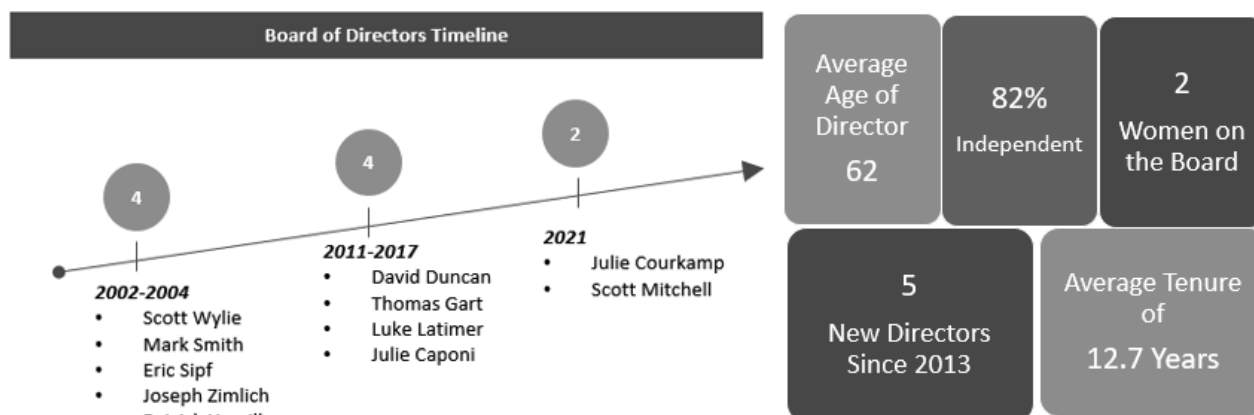 Board of Directors Timeline
4
2002-2004
• Scott Wylie
• Mark Smith
• Eric Sipf
• Joseph Zimlich
4
2011-2017
• David Duncan
• Thomas Gart
• Luke Latimer
• Julie Caponi
2
2021
• Julie Courkamp
• Scott Mitchell
Average
Age of
Director
62
82%
Independent
2
Women on
the Board
5
New Directors
Since 2013
Average Tenure
of
12.7 Years